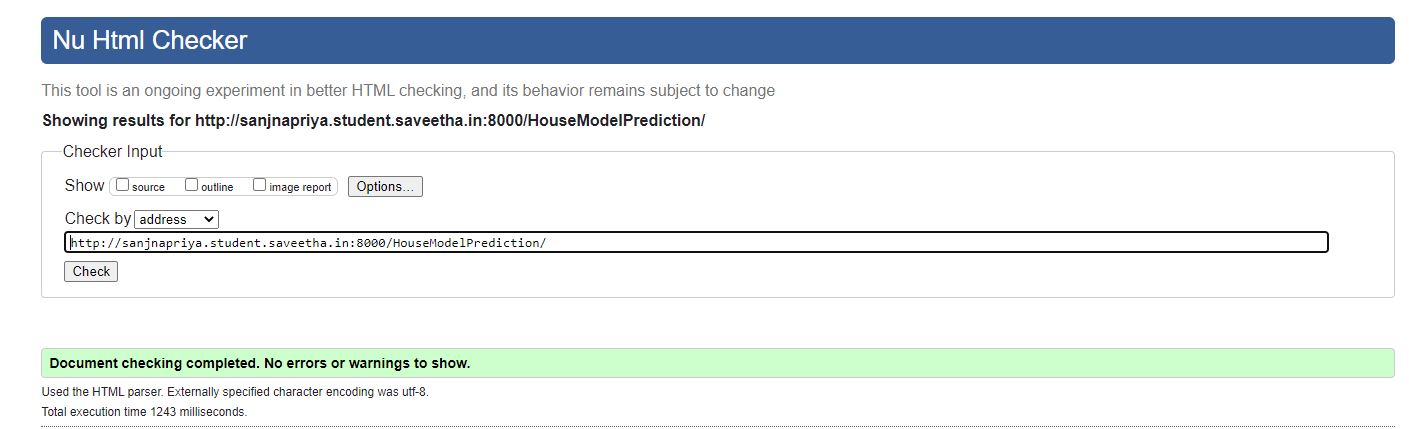 Nu Html Checker
This tool is an ongoing experiment in better HTML checking, and its behavior remains subject to change
Showing results for http://sanjnapriya.student.saveetha.in:8000/HouseModelPrediction/
Checker Input
Show source outline image report Options...
Check by address
http://sanjnapriya.student.saveetha.in:8000/HouseModelPrediction/
Check
Document checking completed. No errors or warnings to show.
Used the HTML parser. Externally specified character encoding was utf-8.
Total execution time 1243 milliseconds.